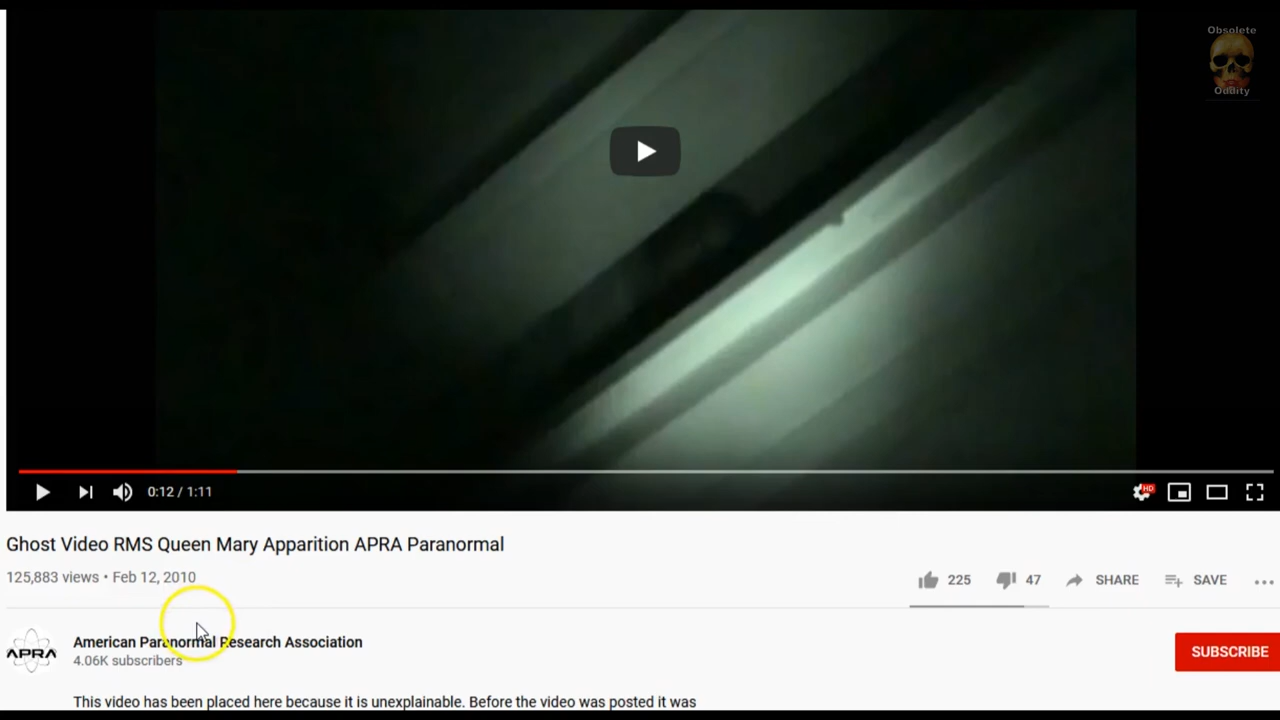 Obsolete
Oddity
HD
0:12 / 1:11
Ghost Video RMS Queen Mary Apparition APRA Paranormal
125,883 views • Feb 12, 2010
225
47
SHARE
SAVE
APRA
American Paranormal Research Association
4.06K subscribers
SUBSCRIBE
This video has been placed here because it is unexplainable. Before the video was posted it was